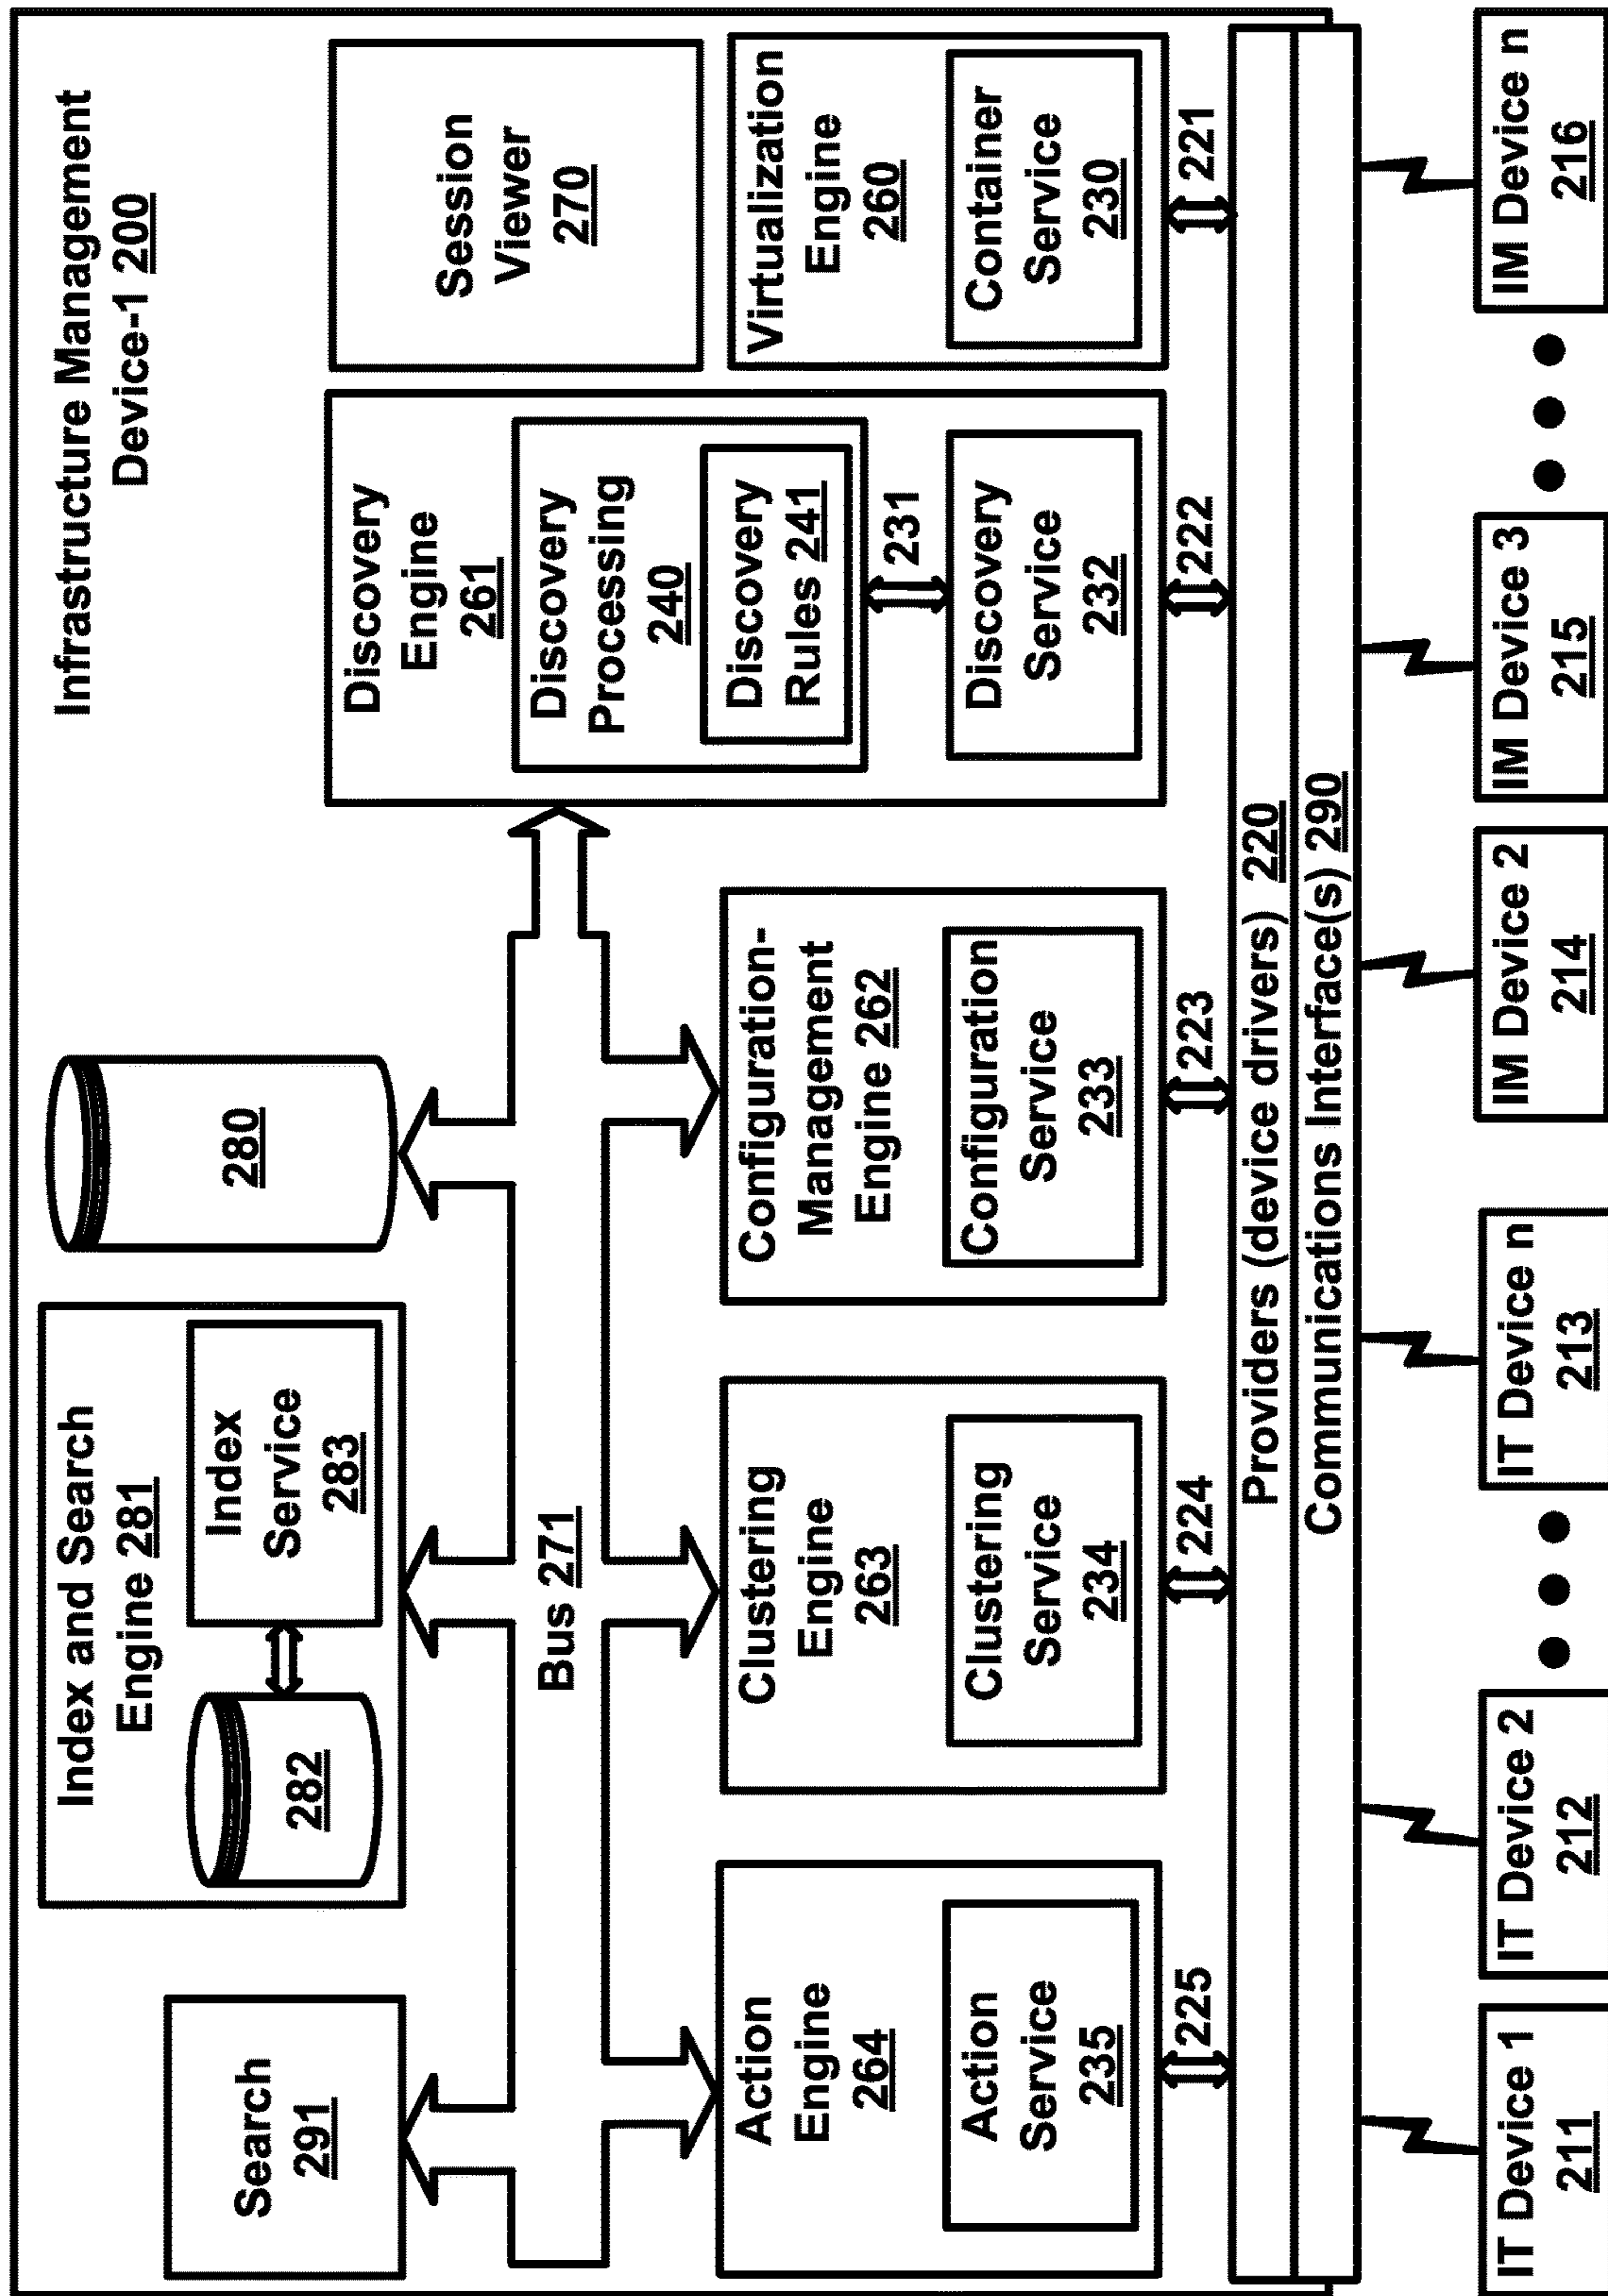 Infrastructure Management
Device-1 200
Search
291
Index and Search
Engine 281
282
Index
Service
283
280
Bus 271
Discovery
Engine
261
Discovery
Processing
240
Discovery
Rules 241
231
Discovery
Service
232
Session
Viewer
270
Virtualization
Engine
260
Container
Service
230
Action
Engine
264
Action
Service
235
Clustering
Engine
263
Clustering
Service
234
Configuration-
Management
Engine 262
Configuration
Service
233
225
224
223
222
221
Providers (device drivers) 220
Communications Interface(s) 290
IT Device 1
211
IT Device 2
212
IT Device n
213
IM Device 2
214
IM Device 3
215
IM Device n
216